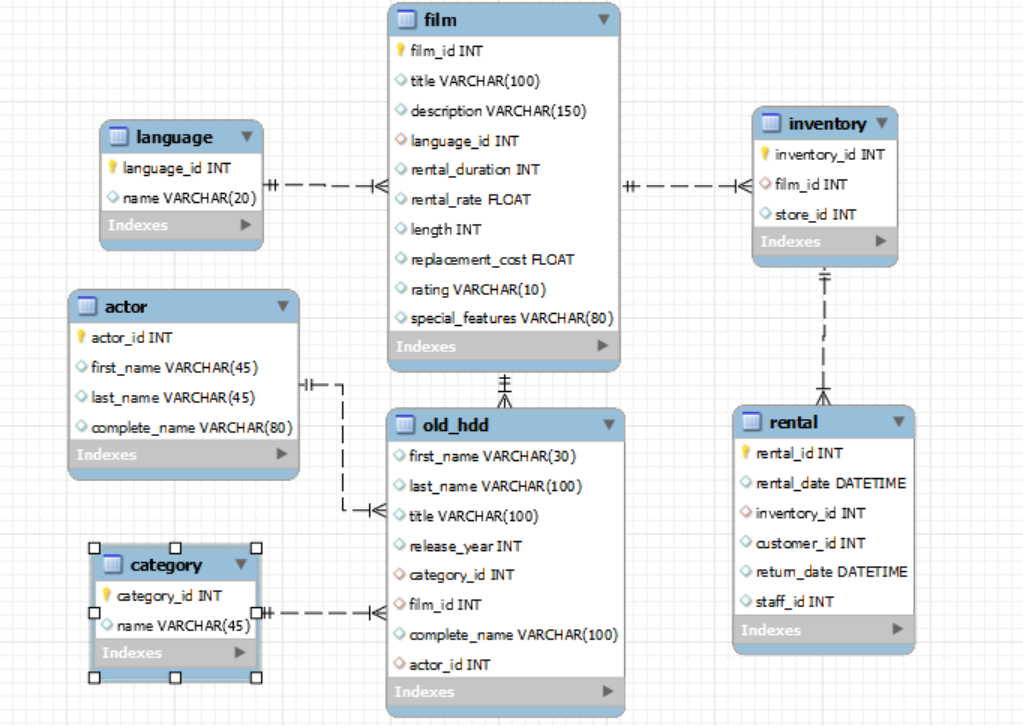 film
film_id INT
title VARCHAR(100)
description VARCHAR(150)
language_id INT
rental_duration INT
rental_rate FLOAT
length INT
replacement_cost FLOAT
rating VARCHAR(10)
special_features VARCHAR(80)
Indexes
language
language_id INT
name VARCHAR(20)
Indexes
inventory
inventory_id INT
film_id INT
store_id INT
Indexes
actor
actor_id INT
first_name VARCHAR(45)
last_name VARCHAR(45)
complete_name VARCHAR(80)
Indexes
old_hdd
first_name VARCHAR(30)
last_name VARCHAR(100)
title VARCHAR(100)
release_year INT
category_id INT
film_id INT
complete_name VARCHAR(100)
actor_id INT
Indexes
rental
rental_id INT
rental_date DATETIME
inventory_id INT
customer_id INT
return_date DATETIME
staff_id INT
Indexes
category
category_id INT
name VARCHAR(45)
Indexes